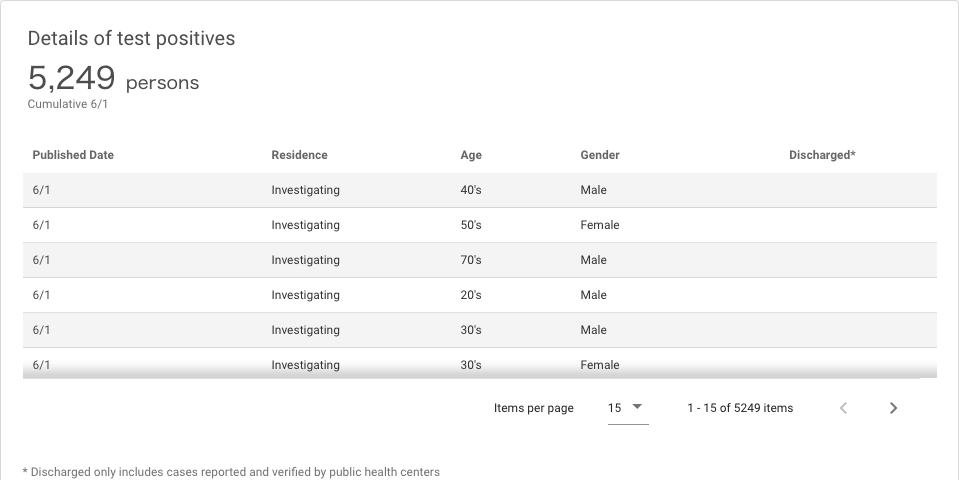 Details of test positives
5,249 persons
Cumulative 6/1
Published Date Residence Age Gender Discharged*
6/1 Investigating 40's Male
6/1 Investigating 50's Female
6/1 Investigating 70's Male
6/1 Investigating 20's Male
6/1 Investigating 30's Male
6/1 Investigating 30's Female
Items per page 15 1 - 15 of 5249 items
* Discharged only includes cases reported and verified by public health centers